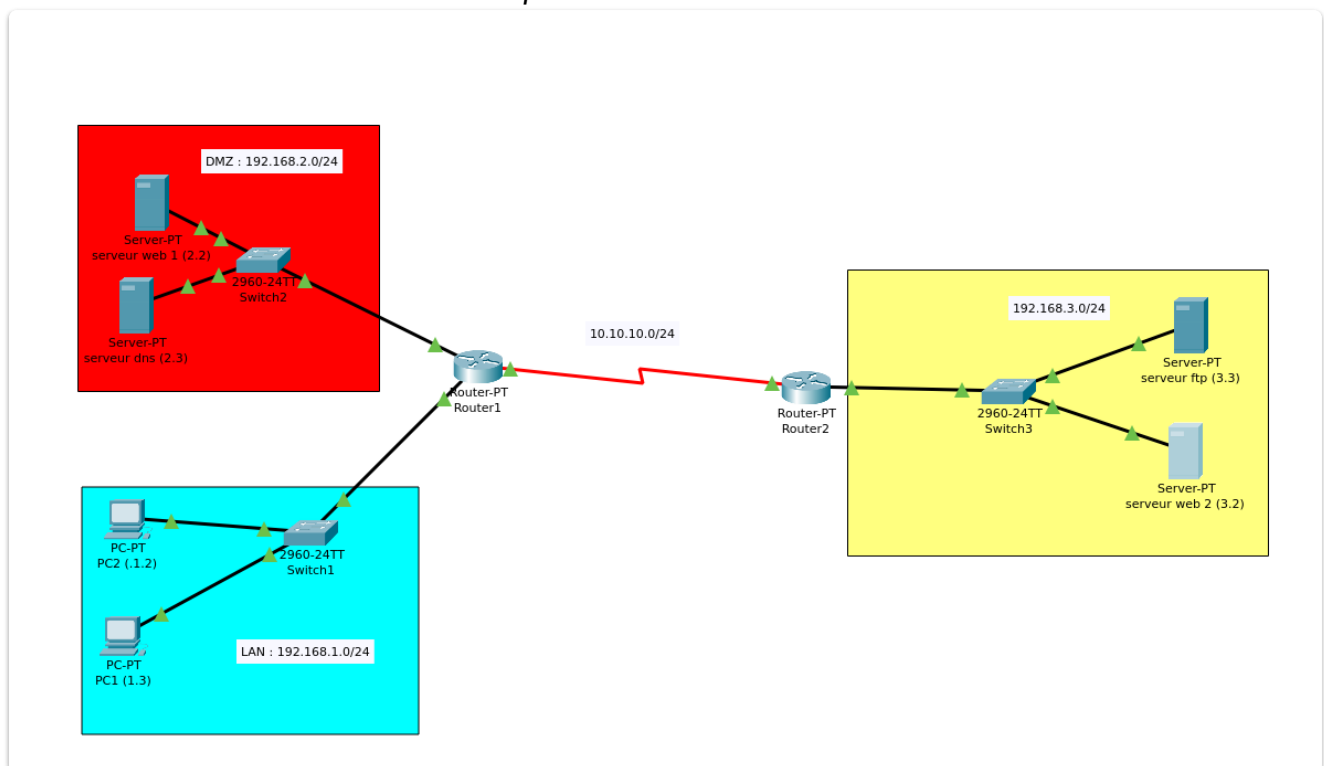 DMZ : 192.168.2.0/24
Server-PT
serveur web 1 (2.2)
2960-24TT
Switch2
Server-PT
serveur dns (2.3)
10.10.10.0/24
Router-PT
Router1
Router-PT
Router2
192.168.3.0/24
Server-PT
serveur ftp (3.3)
2960-24TT
Switch3
Server-PT
serveur web 2 (3.2)
PC-PT
PC2 (.1.2)
2960-24TT
Switch1
LAN : 192.168.1.0/24
PC-PT
PC1 (1.3)